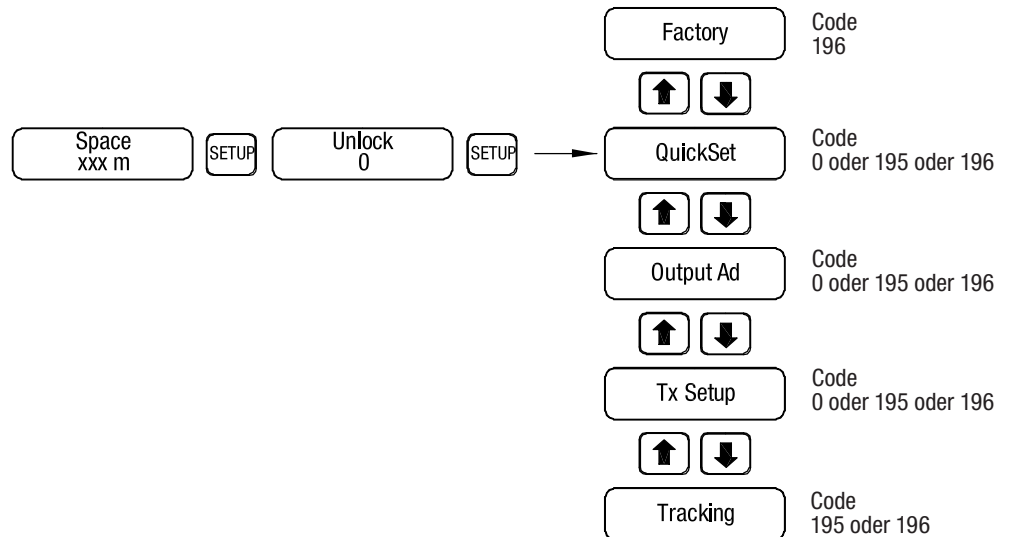 Factory
Code
196
Space
xxx m
SETUP
Unlock
0
SETUP
QuickSet
Code
0 oder 195 oder 196
Output Ad
Code
0 oder 195 oder 196
Tx Setup
Code
0 oder 195 oder 196
Tracking
Code
195 oder 196